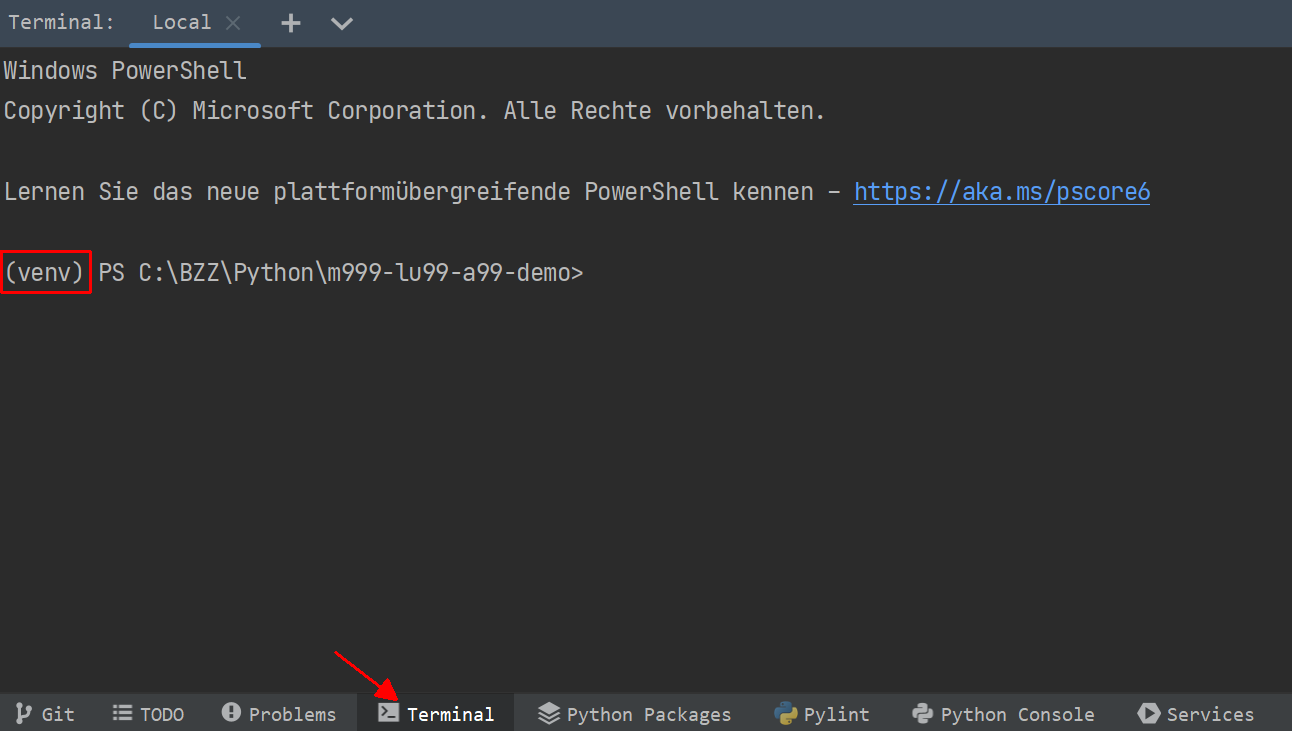 Terminal: Local
Windows PowerShell
Copyright (C) Microsoft Corporation. Alle Rechte vorbehalten.
Lernen Sie das neue plattformübergreifende PowerShell kennen – https://aka.ms/pscore6
(venv) PS C:\BZZ\Python\m999-lu99-a99-demo>
Git TODO Problems Terminal Python Packages Pylint Python Console Services